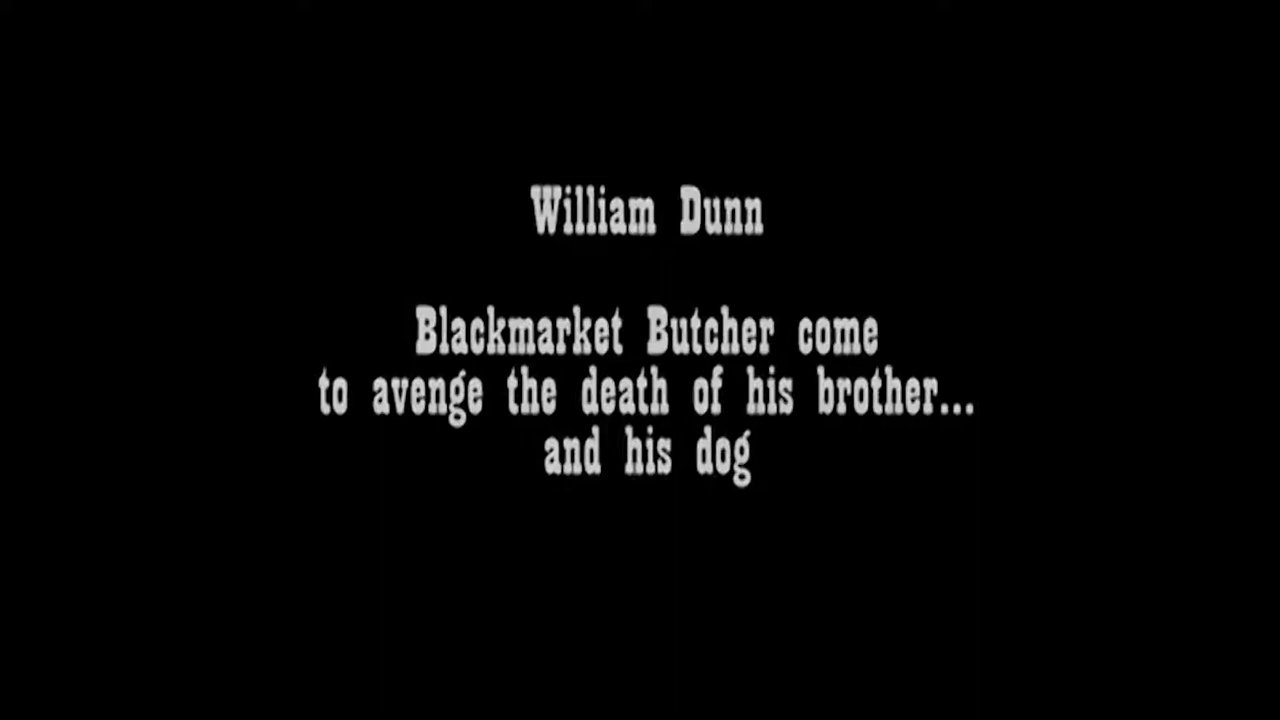 William Dunn
Blackmarket Butcher come
to avenge the death of his brother...
and his dog